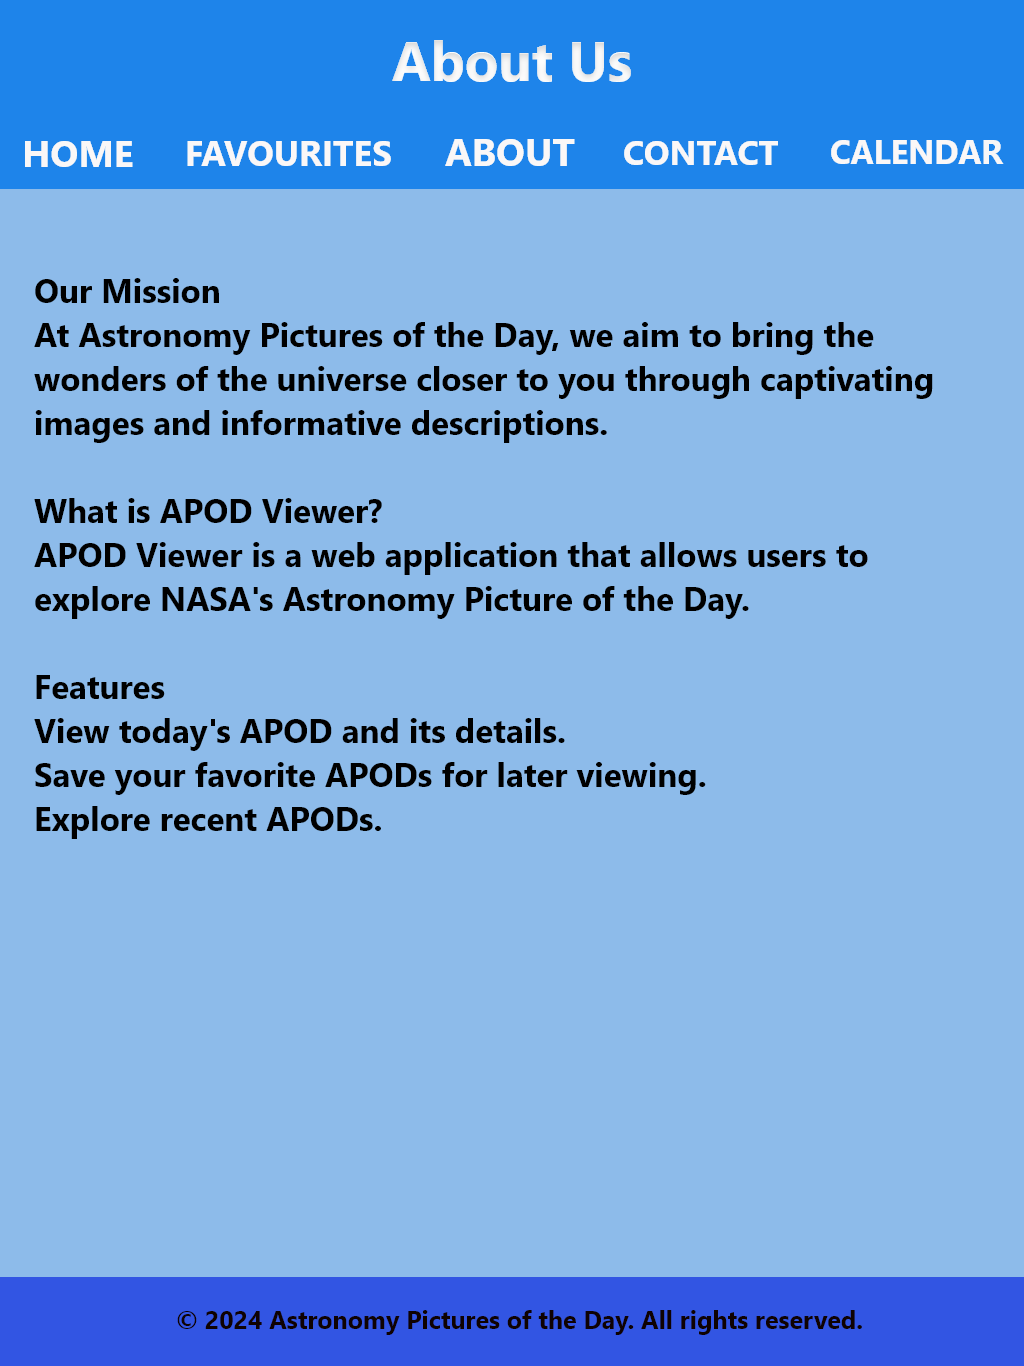 About Us
HOME FAVOURITES ABOUT CONTACT CALENDAR
Our Mission
At Astronomy Pictures of the Day, we aim to bring the
wonders of the universe closer to you through captivating
images and informative descriptions.
What is APOD Viewer?
APOD Viewer is a web application that allows users to
explore NASA's Astronomy Picture of the Day.
Features
View today's APOD and its details.
Save your favorite APODs for later viewing.
Explore recent APODs.
© 2024 Astronomy Pictures of the Day. All rights reserved.